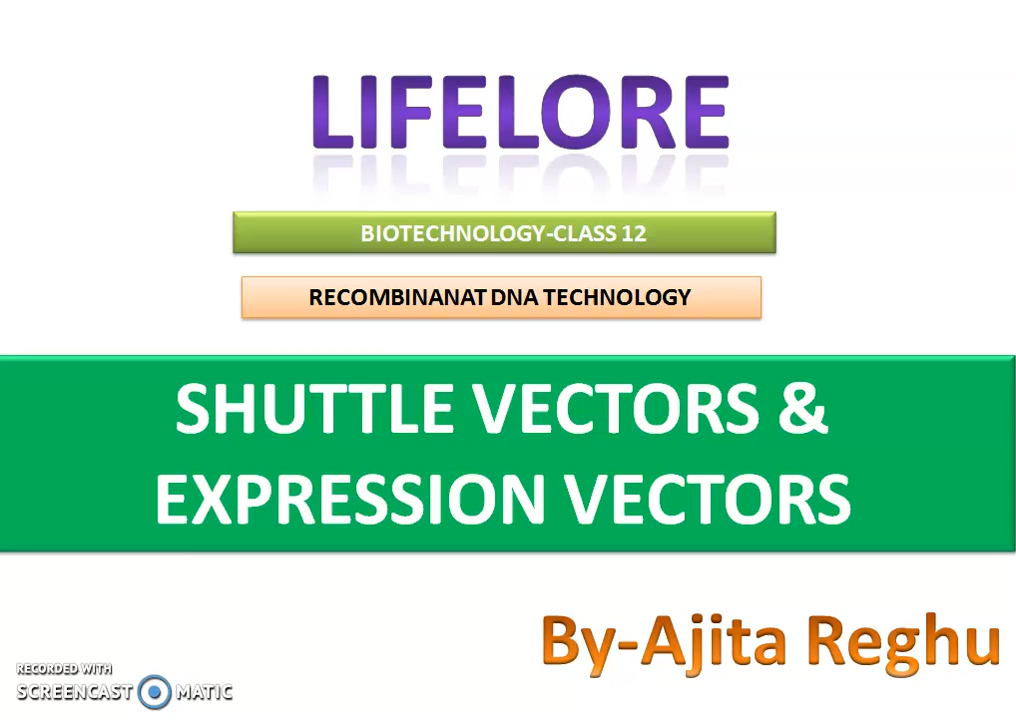 LIFELORE
BIOTECHNOLOGY-CLASS 12
RECOMBINANAT DNA TECHNOLOGY
SHUTTLE VECTORS &
EXPRESSION VECTORS
By-Ajita Reghu
RECORDED WITH
SCREENCAST MATIC